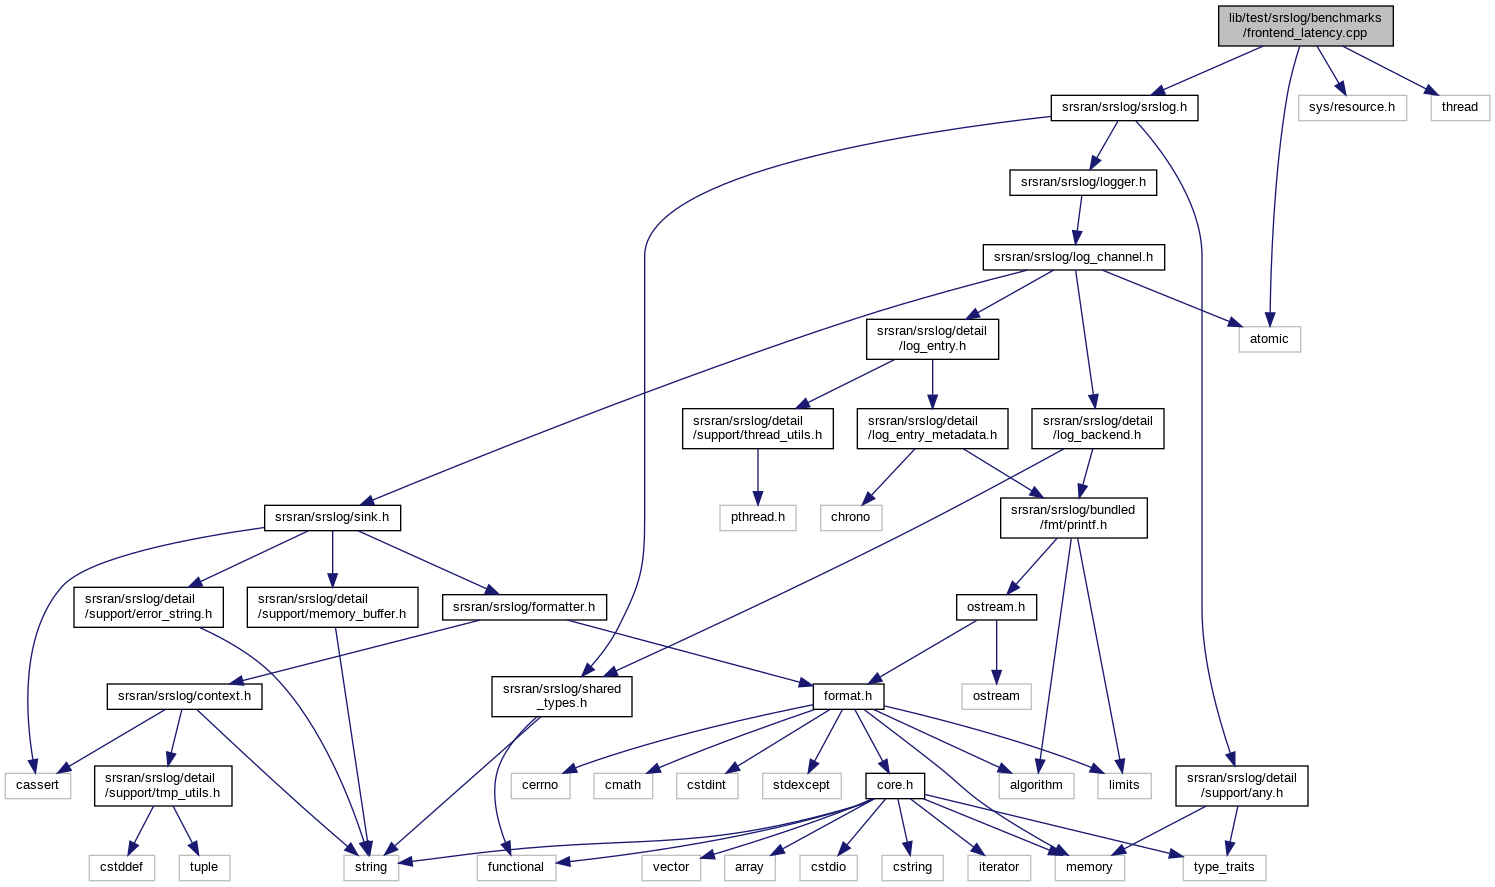 lib/test/srslog/benchmarks
/frontend_latency.cpp
srsran/srslog/srslog.h
sys/resource.h
thread
srsran/srslog/logger.h
srsran/srslog/log_channel.h
srsran/srslog/detail
/log_entry.h
atomic
srsran/srslog/detail
/support/thread_utils.h
srsran/srslog/detail
/log_entry_metadata.h
srsran/srslog/detail
/log_backend.h
srsran/srslog/sink.h
pthread.h
chrono
srsran/srslog/bundled
/fmt/printf.h
srsran/srslog/detail
/support/error_string.h
srsran/srslog/detail
/support/memory_buffer.h
srsran/srslog/formatter.h
ostream.h
srsran/srslog/context.h
srsran/srslog/shared
_types.h
format.h
ostream
cassert
srsran/srslog/detail
/support/tmp_utils.h
cerrno
cmath
cstdint
stdexcept
core.h
algorithm
limits
srsran/srslog/detail
/support/any.h
cstddef
tuple
string
functional
vector
array
cstdio
cstring
iterator
memory
type_traits